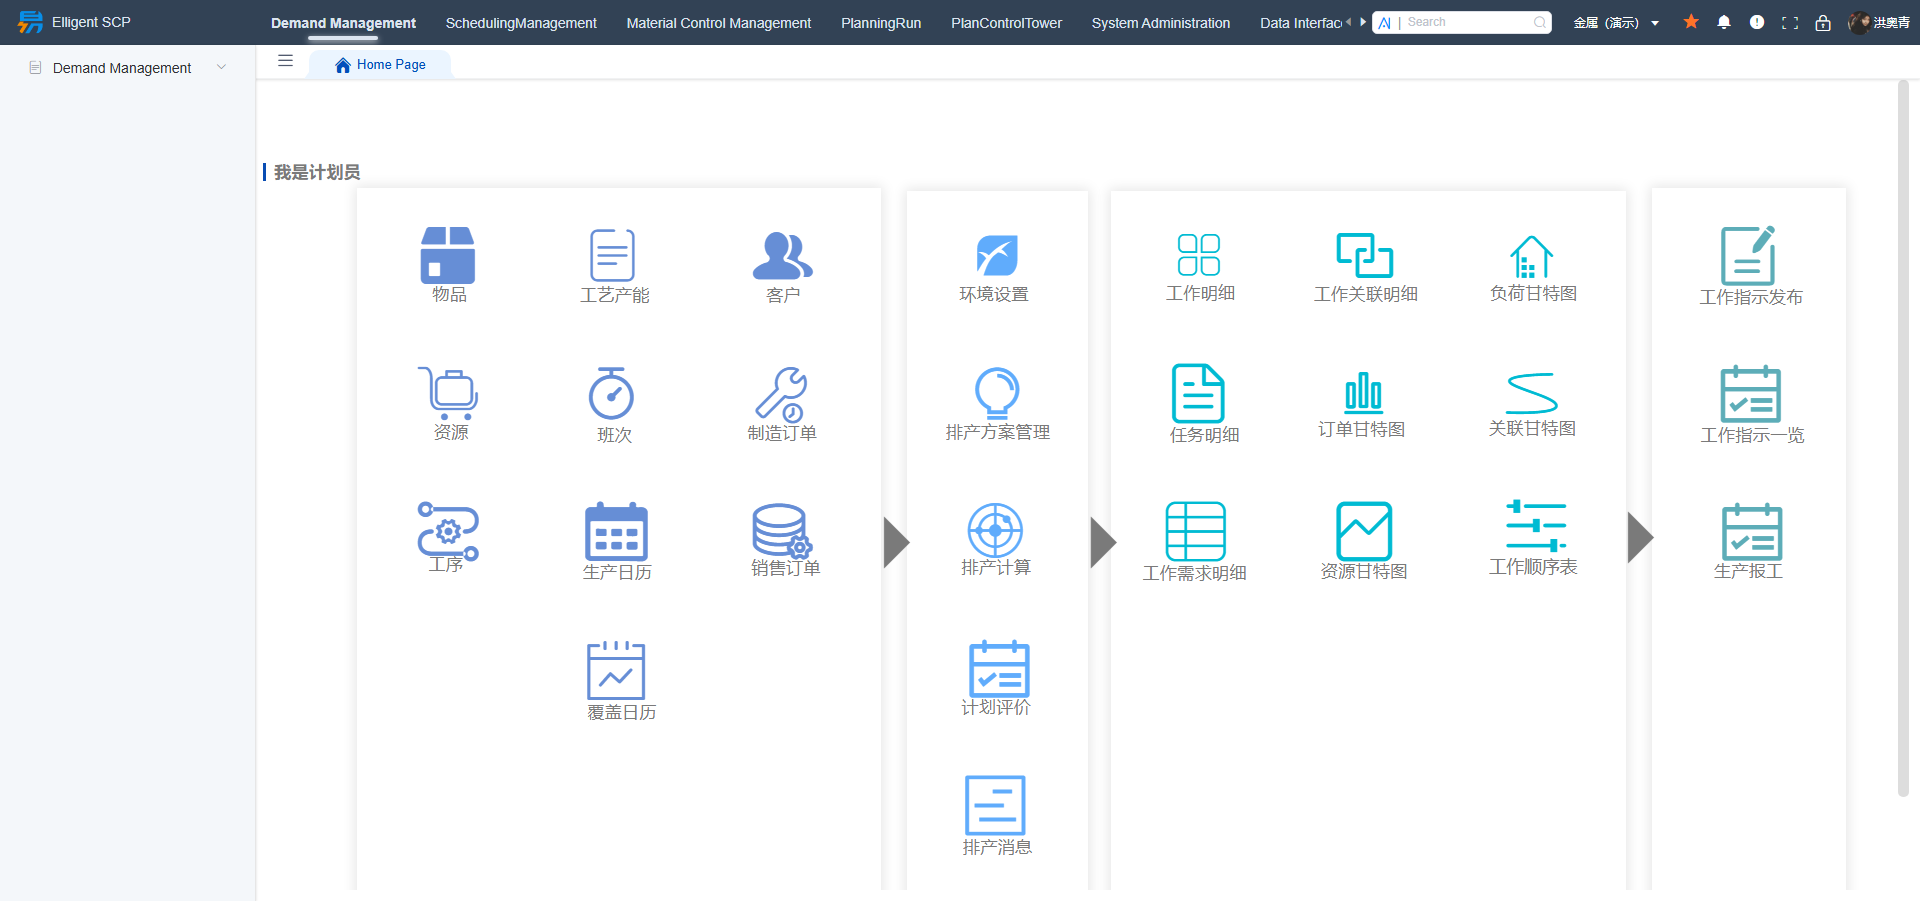 Elligent SCP
Demand Management SchedulingManagement Material Control Management PlanningRun PlanControlTower System Administration Data Interfac
Search
金属（演示）
洪奥青
Demand Management
Home Page
我是计划员
物品 工艺产能 客户
资源 班次 制造订单
工序 生产日历 销售订单
覆盖日历
环境设置
排产方案管理
排产计算
计划评价
排产消息
工作明细 工作关联明细 负荷甘特图
任务明细 订单甘特图 关联甘特图
工作需求明细 资源甘特图 工作顺序表
工作指示发布
工作指示一览
生产报工